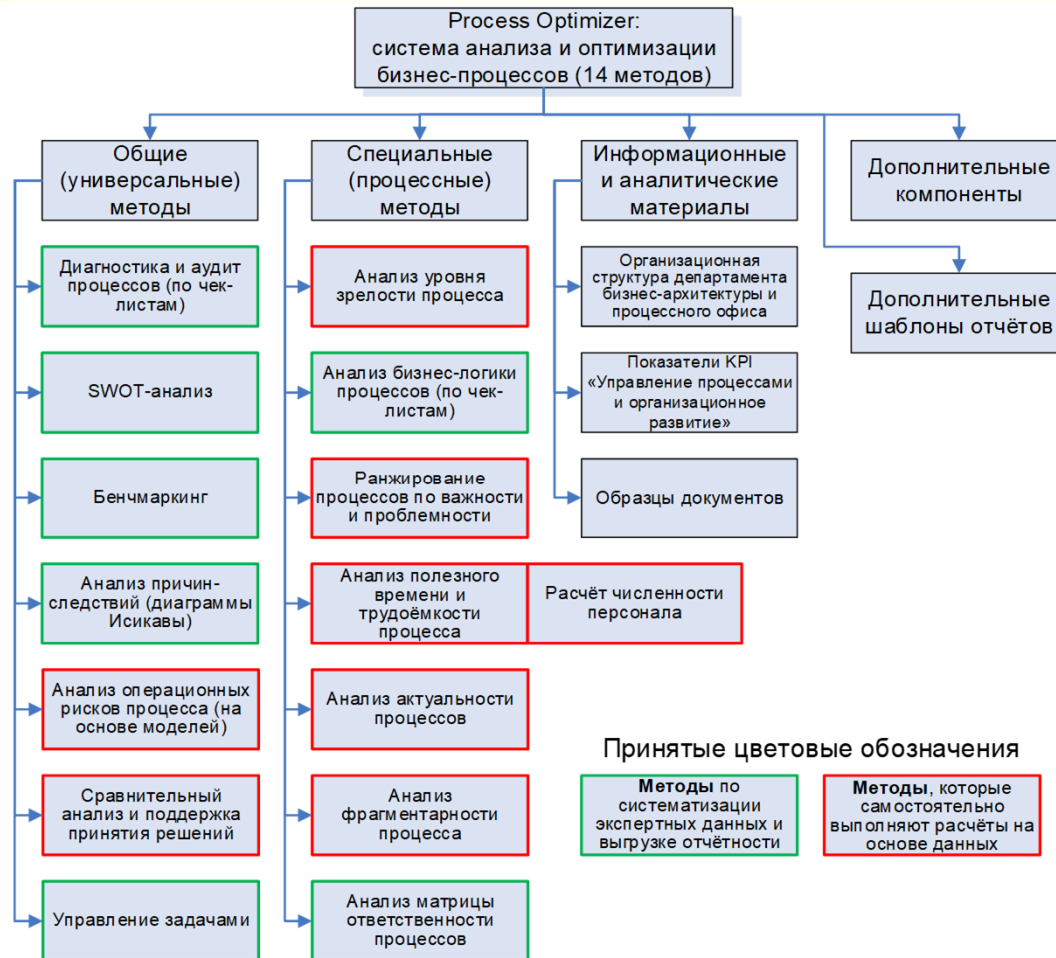 Process Optimizer:
система анализа и оптимизации
бизнес-процессов (14 методов)
Общие
(универсальные)
методы
Диагностика и аудит
процессов (по чек-
листам)
SWOT-анализ
Бенчмаркинг
Анализ причин-
следствий (диаграммы
Исикавы)
Анализ операционных
рисков процесса (на
основе моделей)
Сравнительный
анализ и поддержка
принятия решений
Управление задачами
Специальные
(процессные)
методы
Анализ уровня
зрелости процесса
Анализ бизнес-логики
процессов (по чек-
листам)
Ранжирование
процессов по важности
и проблемности
Анализ полезного
времени и
трудоёмкости
процесса
Расчёт численности
персонала
Анализ актуальности
процессов
Анализ
фрагментарности
процесса
Анализ матрицы
ответственности
процессов
Информационные
и аналитические
материалы
Организационная
структура департамента
бизнес-архитектуры и
процессного офиса
Показатели KPI
«Управление процессами
и организационное
развитие»
Образцы документов
Дополнительные
компоненты
Дополнительные
шаблоны отчётов
Принятые цветовые обозначения
Методы по
систематизации
экспертных данных и
выгрузке отчётности
Методы, которые
самостоятельно
выполняют расчёты на
основе данных